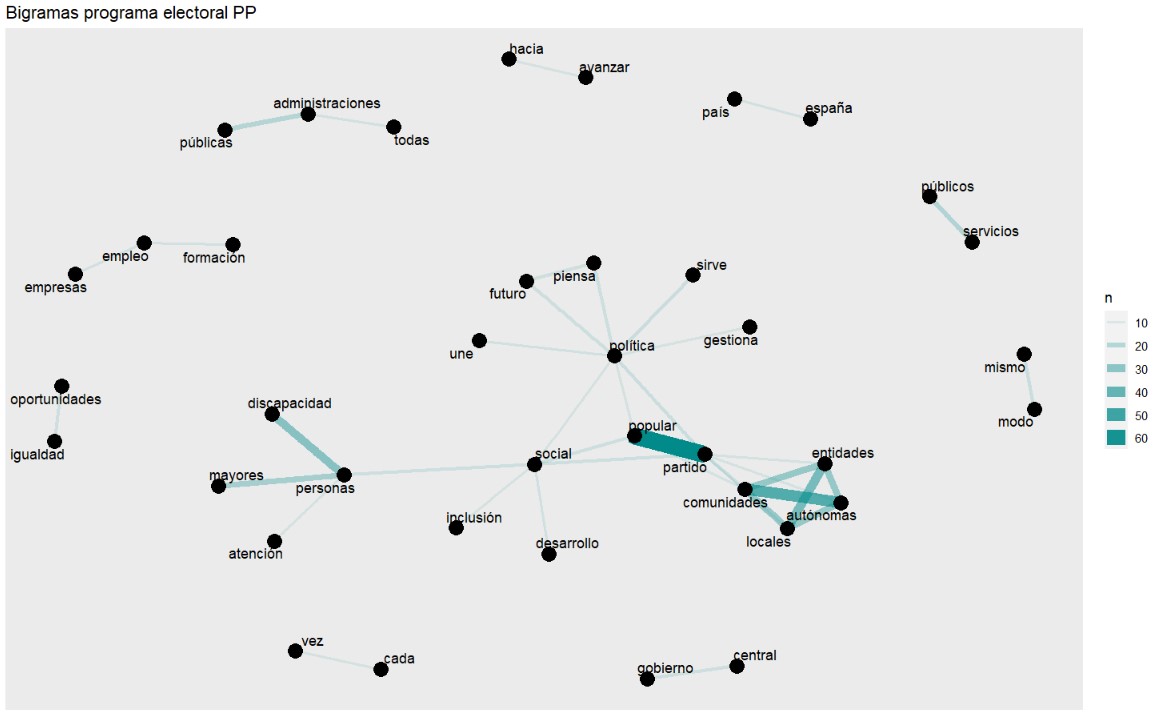 Bigramas programa electoral PP
hacia
avanzar
país
españa
administraciones
públicas
todas
públicos
servicios
empleo
formación
empresas
piensa
sirve
futuro
gestiona
política
une
mismo
modo
oportunidades
igualdad
discapacidad
popular
partido
social
mayores
personas
entidades
comunidades
autónomas
locales
inclusión
desarrollo
atención
vez
cada
central
gobierno
n
10
20
30
40
50
60